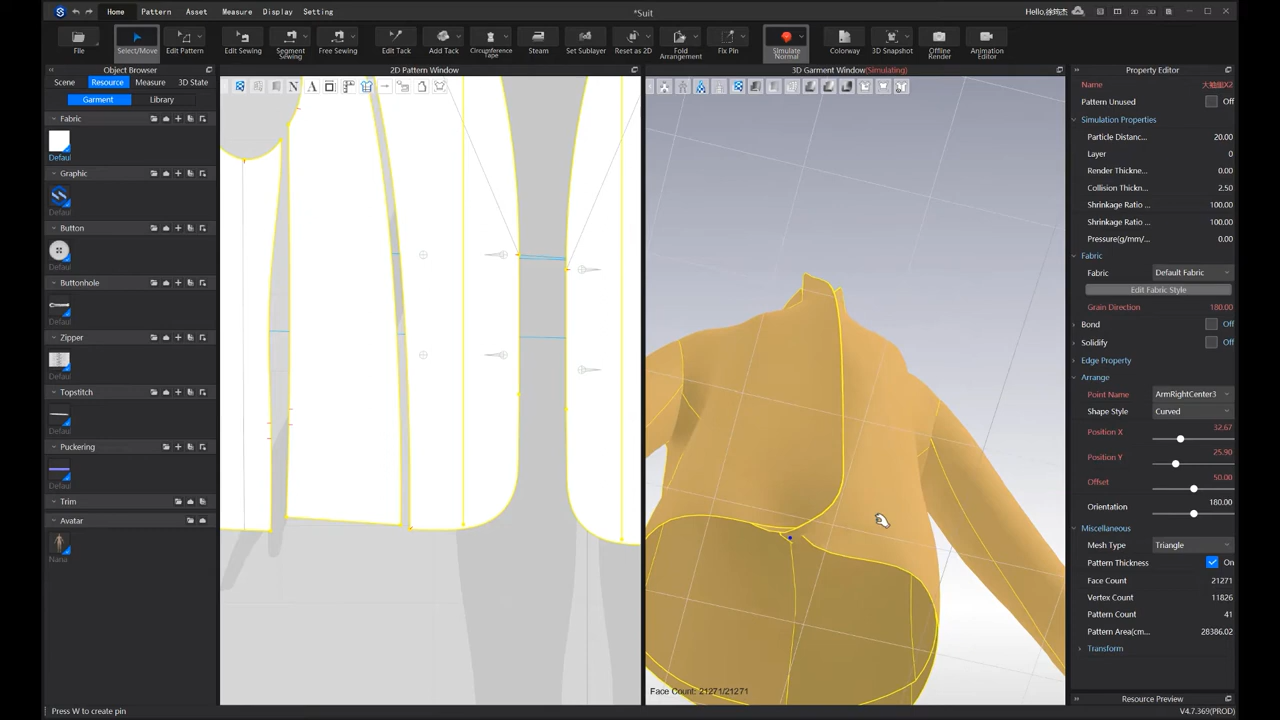 Home Pattern Asset Measure Display Setting *Suit
File Select/Move Edit Pattern Edit Sewing Segment Sewing Free Sewing Edit Tack Add Tack Circumference Tape Steam Set Sublayer Reset as 2D Fold Arrangement Fix Pin Simulate Normal Colorway 3D Snapshot Offline Render Animation Editor
Object Browser 2D Pattern Window 3D Garment Window(Simulating) Property Editor
Scene Resource Measure 3D State
Garment Library
Fabric
Defaul
Graphic
Defaul
Button
Defaul
Buttonhole
Defaul
Zipper
Defaul
Topstitch
Defaul
Puckering
Defaul
Trim
Avatar
Nana
Face Count: 21271/21271
Name
Pattern Unused Off
Simulation Properties
Particle Distanc... 20.00
Layer 0
Render Thickne... 0.00
Collision Thickn... 2.50
Shrinkage Ratio ... 100.00
Shrinkage Ratio ... 100.00
Pressure(g/mm/... 0.00
Fabric
Fabric Default Fabric
Edit Fabric Style
Grain Direction 180.00
Bond Off
Solidify Off
Edge Property
Arrange
Point Name ArmRightCenter3
Shape Style Curved
Position X 32.67
Position Y 25.90
Offset 50.00
Orientation 180.00
Miscellaneous
Mesh Type Triangle
Pattern Thickness On
Face Count 21271
Vertex Count 11826
Pattern Count 41
Pattern Area(cm... 28386.02
Transform
Resource Preview
Press W to create pin V4.7.369(PROD)